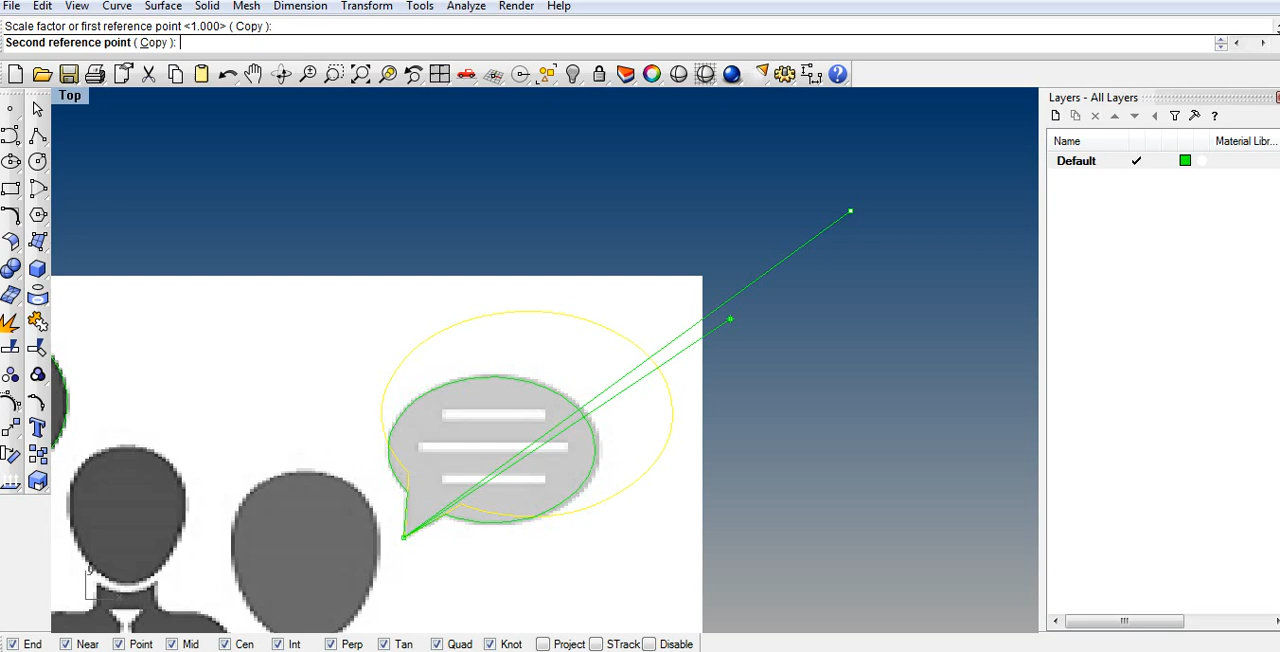 File Edit View Curve Surface Solid Mesh Dimension Transform Tools Analyze Render Help
Scale factor or first reference point <1.000> ( Copy ):
Second reference point ( Copy ):
Top
Layers - All Layers
Name Material Libr...
Default
y
End Near Point Mid Cen Int Perp Tan Quad Knot Project STrack Disable